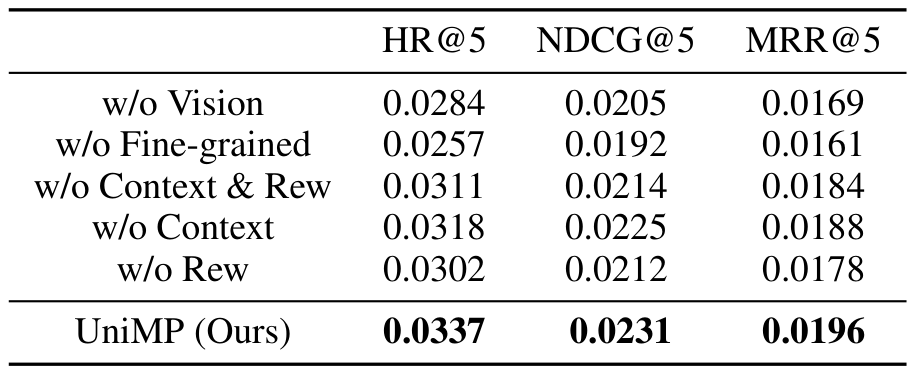 HR@5 NDCG@5 MRR@5
w/o Vision 0.0284 0.0205 0.0169
w/o Fine-grained 0.0257 0.0192 0.0161
w/o Context & Rew 0.0311 0.0214 0.0184
w/o Context 0.0318 0.0225 0.0188
w/o Rew 0.0302 0.0212 0.0178
UniMP (Ours) 0.0337 0.0231 0.0196